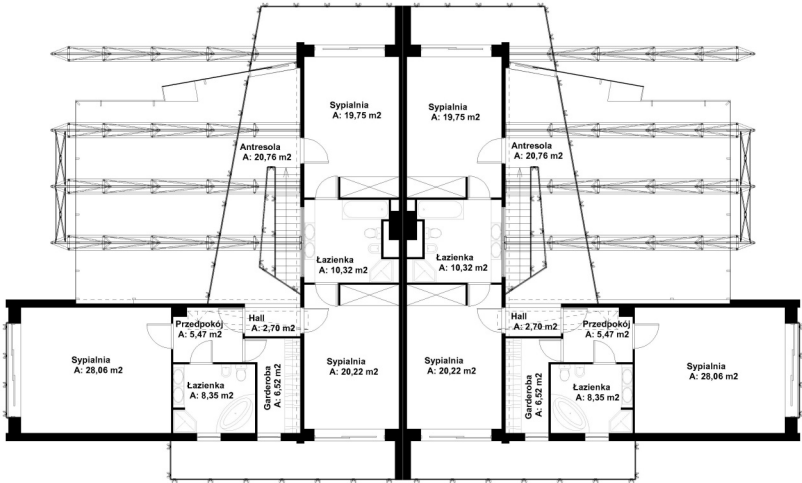 Sypialnia
A: 19,75 m2
Sypialnia
A: 19,75 m2
Antresola
A: 20,76 m2
Antresola
A: 20,76 m2
Łazienka
A: 10,32 m2
Łazienka
A: 10,32 m2
Przedpokój
A: 5,47 m2
Hall
A: 2,70 m2
Hall
A: 2,70 m2
Przedpokój
A: 5,47 m2
Sypialnia
A: 28,06 m2
Łazienka
A: 8,35 m2
Garderoba
A: 6,52 m2
Sypialnia
A: 20,22 m2
Sypialnia
A: 20,22 m2
Garderoba
A: 6,52 m2
Łazienka
A: 8,35 m2
Sypialnia
A: 28,06 m2